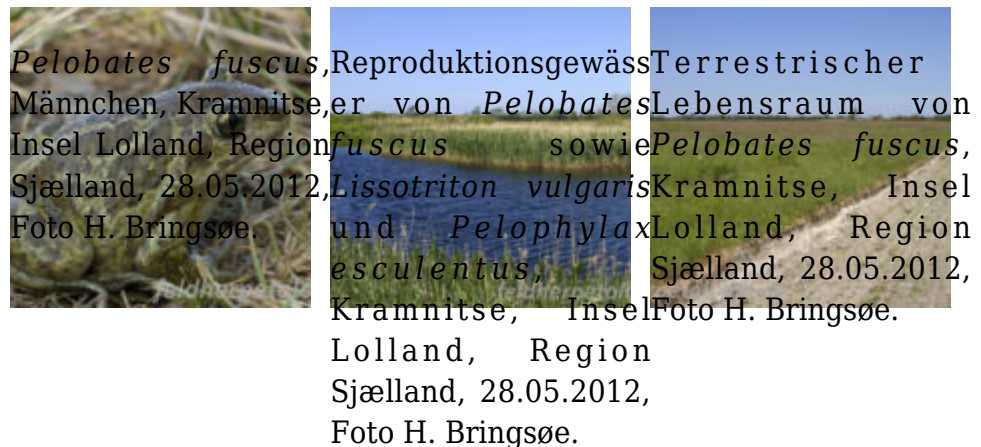 Pelobates fuscus,
Männchen, Kramnitse,
Insel Lolland, Region
Sjælland, 28.05.2012,
Foto H. Bringsøe.
Reproduktionsgewäss
er von Pelobates
fuscus sowie
Lissotriton vulgaris
und Pelophylax
esculentus,
Kramnitse, Insel
Lolland, Region
Sjælland, 28.05.2012,
Foto H. Bringsøe.
Terrestrischer
Lebensraum von
Pelobates fuscus,
Kramnitse, Insel
Lolland, Region
Sjælland, 28.05.2012,
Foto H. Bringsøe.